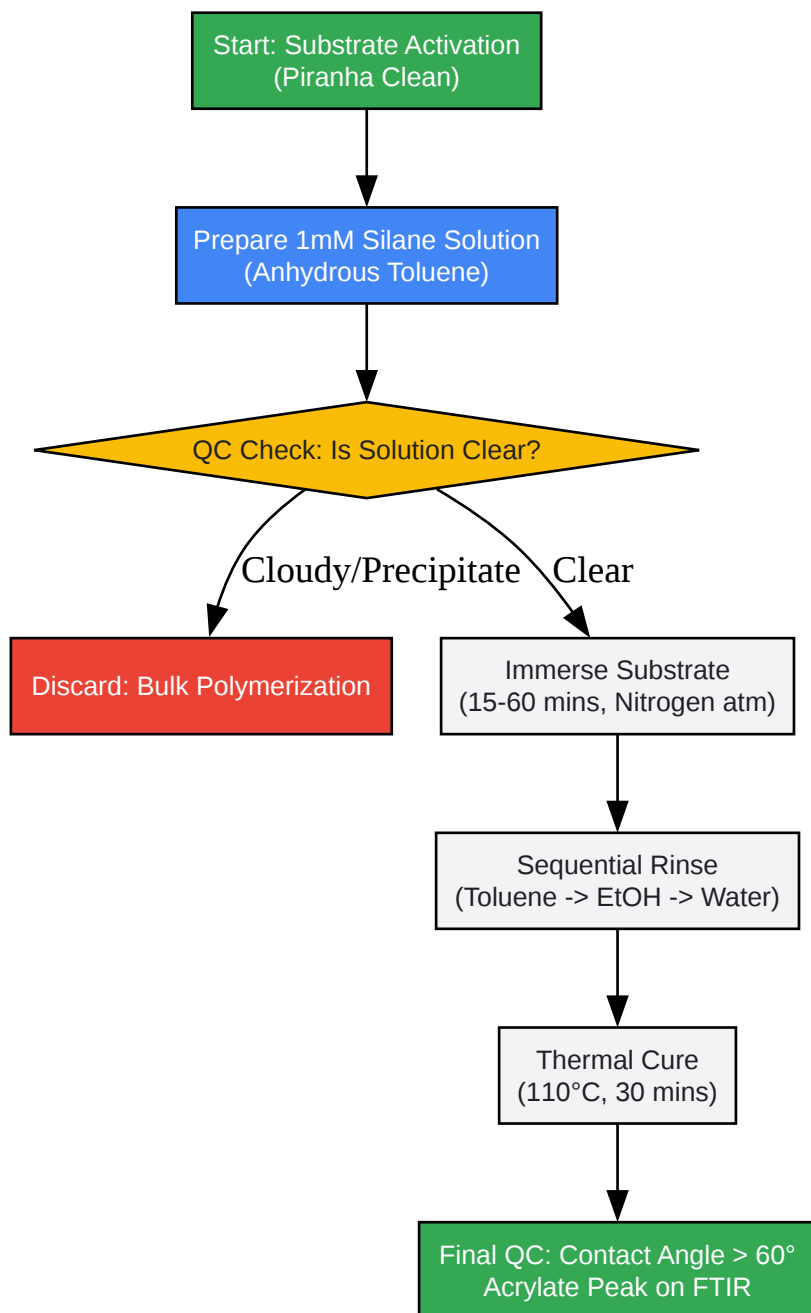 Start: Substrate Activation
(Piranha Clean)
Prepare 1mM Silane Solution
(Anhydrous Toluene)
QC Check: Is Solution Clear?
Cloudy/Precipitate
Clear
Discard: Bulk Polymerization
Immerse Substrate
(15-60 mins, Nitrogen atm)
Sequential Rinse
(Toluene -> EtOH -> Water)
Thermal Cure
(110°C, 30 mins)
Final QC: Contact Angle > 60°
Acrylate Peak on FTIR